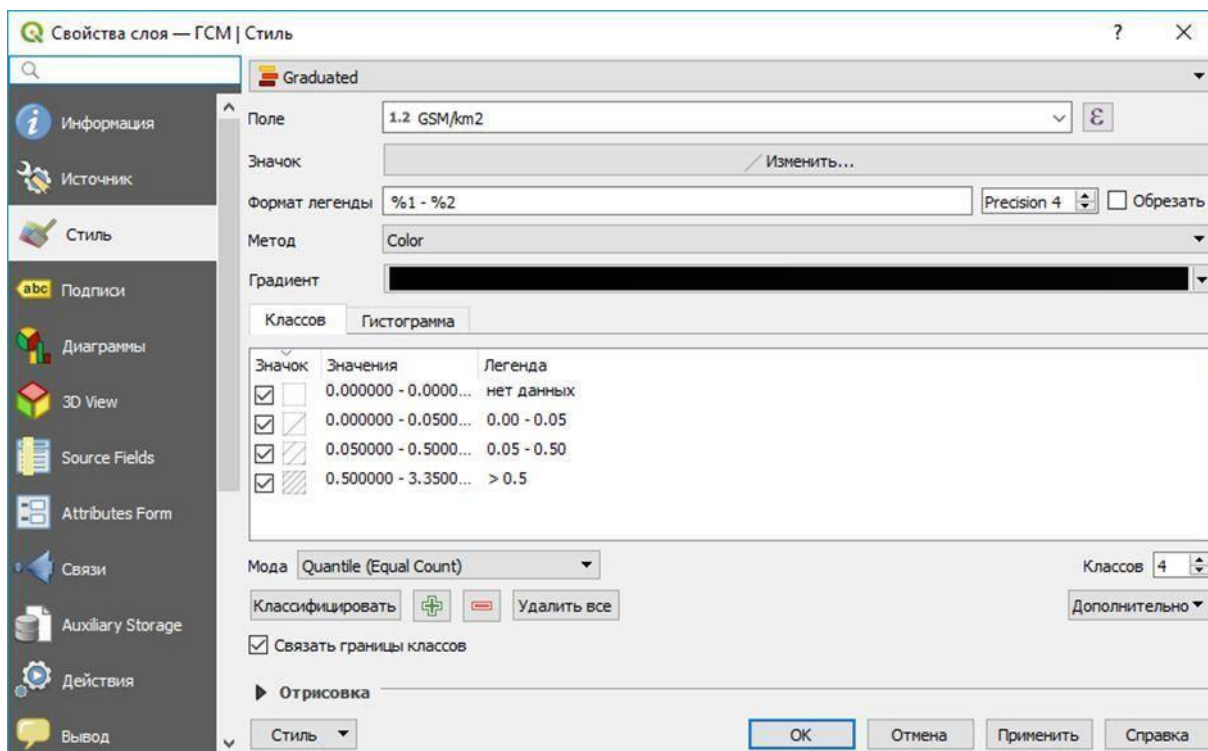 Свойства слоя — ГСМ | Стиль
?
Graduated
Информация
Поле
1.2 GSM/km2
ε
Значок
Изменить...
Источник
Формат легенды
%1 - %2
Precision 4
Обрезать
Стиль
Метод
Color
Градиент
abc Подписи
Классов
Гистограмма
Диаграммы
Значок
Значения
Легенда
0.000000 - 0.0000...
нет данных
3D View
0.000000 - 0.0500...
0.00 - 0.05
0.050000 - 0.5000...
0.05 - 0.50
Source Fields
0.500000 - 3.3500...
> 0.5
Attributes Form
Связи
Мода
Quantile (Equal Count)
Классов
4
Классифицировать
Удалить все
Дополнительно
Auxiliary Storage
Связать границы классов
Действия
Отрисовка
Вывод
Стиль
OK
Отмена
Применить
Справка